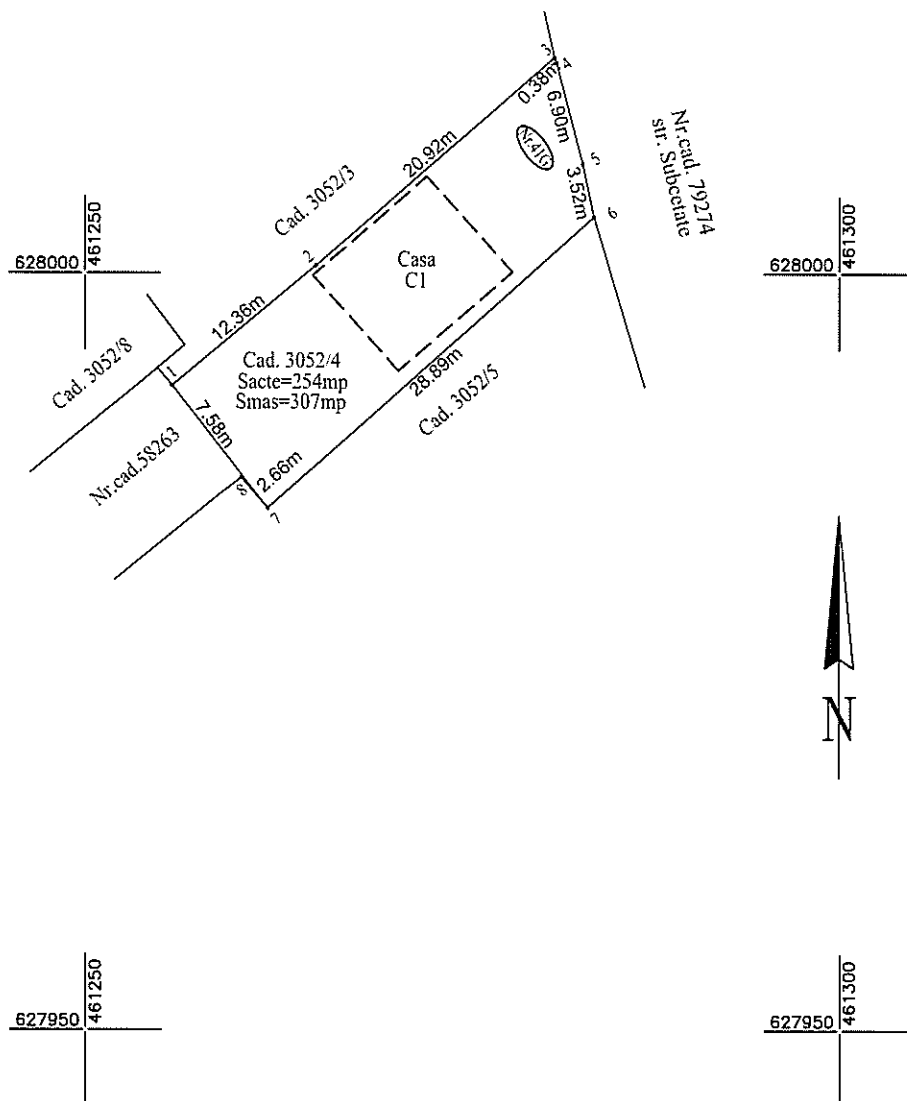 3
4
0.38m
6.90m
Nr.41G
5
3.52m
6
Nr.cad. 79274
str. Subcetate
20.92m
Cad. 3052/3
2
12.36m
Casa
C1
628000
461250
628000
461300
Cad. 3052/8
1
Cad. 3052/4
Sacte=254mp
Smas=307mp
28.89m
Cad. 3052/5
7.58m
Nr.cad.58263
8
2.66m
7
N
627950
461250
627950
461300